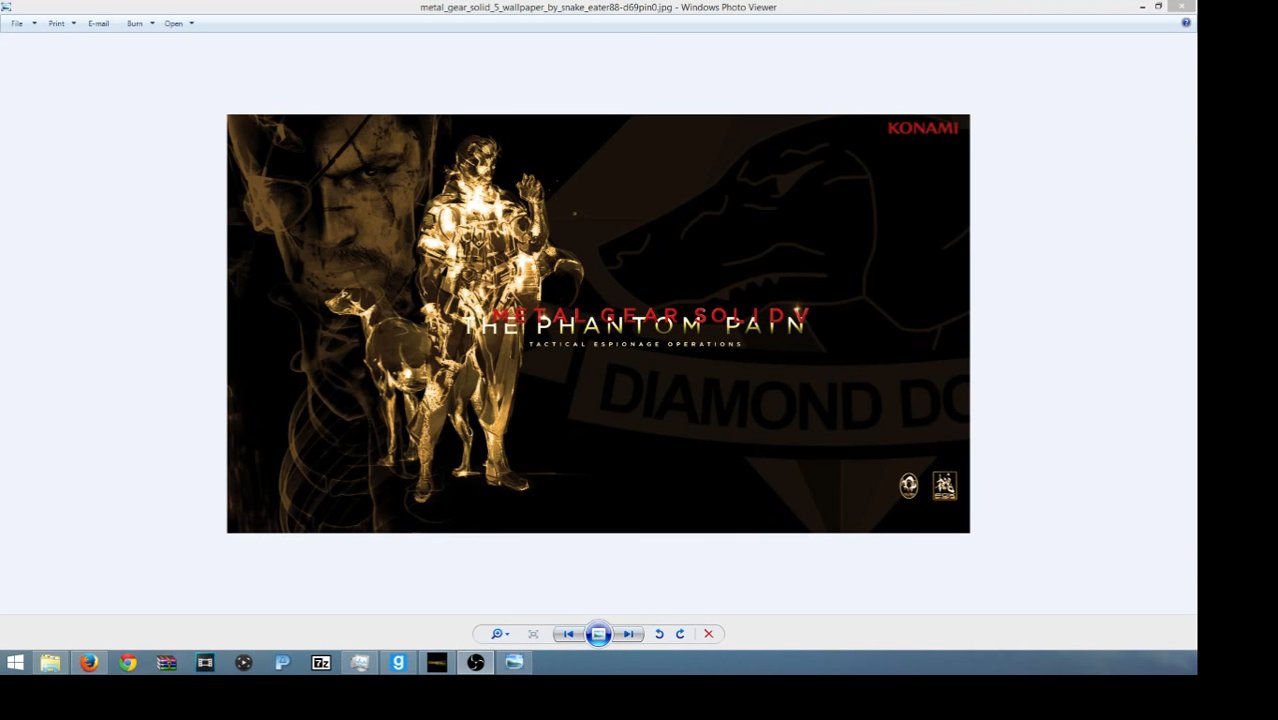 metal_gear_solid_5_wallpaper_by_snake_eater88-d69pin0.jpg - Windows Photo Viewer
File Print E-mail Burn Open
KONAMI
METAL GEAR SOLID V
THE PHANTOM PAIN
TACTICAL ESPIONAGE OPERATIONS
DIAMOND DO
7z
g